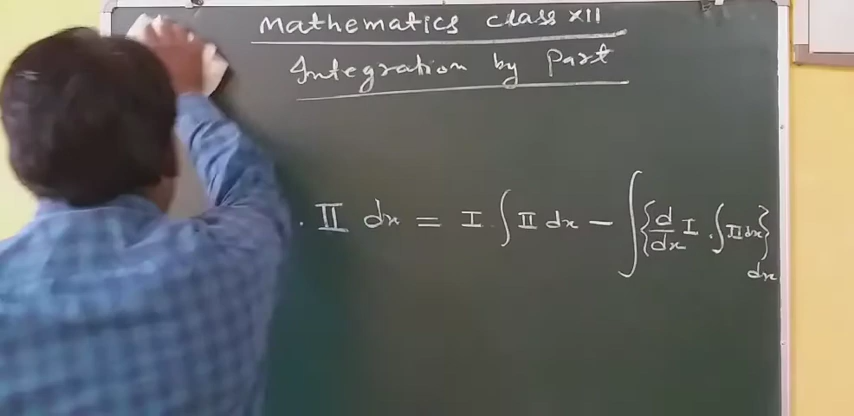 Mathematics class XII
Integration by Part
. II dx = I . ∫ II dx − ∫ { d/dx I . ∫ II dx } dx